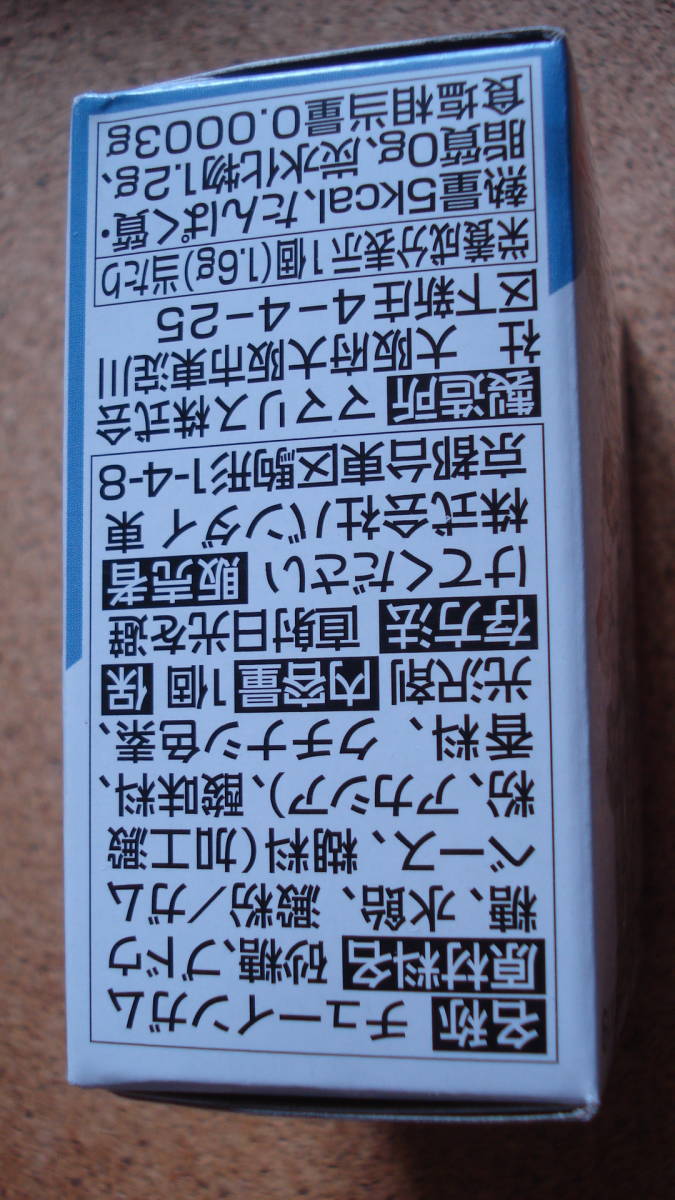 名称 チューインガム
原材料名 砂糖、ブドウ
糖、水飴、澱粉/ガム
ベース、糊料(加工澱
粉、アカシア)、酸味料、
香料、クチナシ色素、
光沢剤 内容量 1個 保
存方法 直射日光を避
けてください 販売者
株式会社バンダイ 東
京都台東区駒形1-4-8
製造所 ママリス株式会
社 大阪府大阪市東淀川
区下新庄4-4-25
栄養成分表示1個(1.6g)当たり
熱量5kcal、たんぱく質・
脂質0g、炭水化物1.2g、
食塩相当量0.0003g